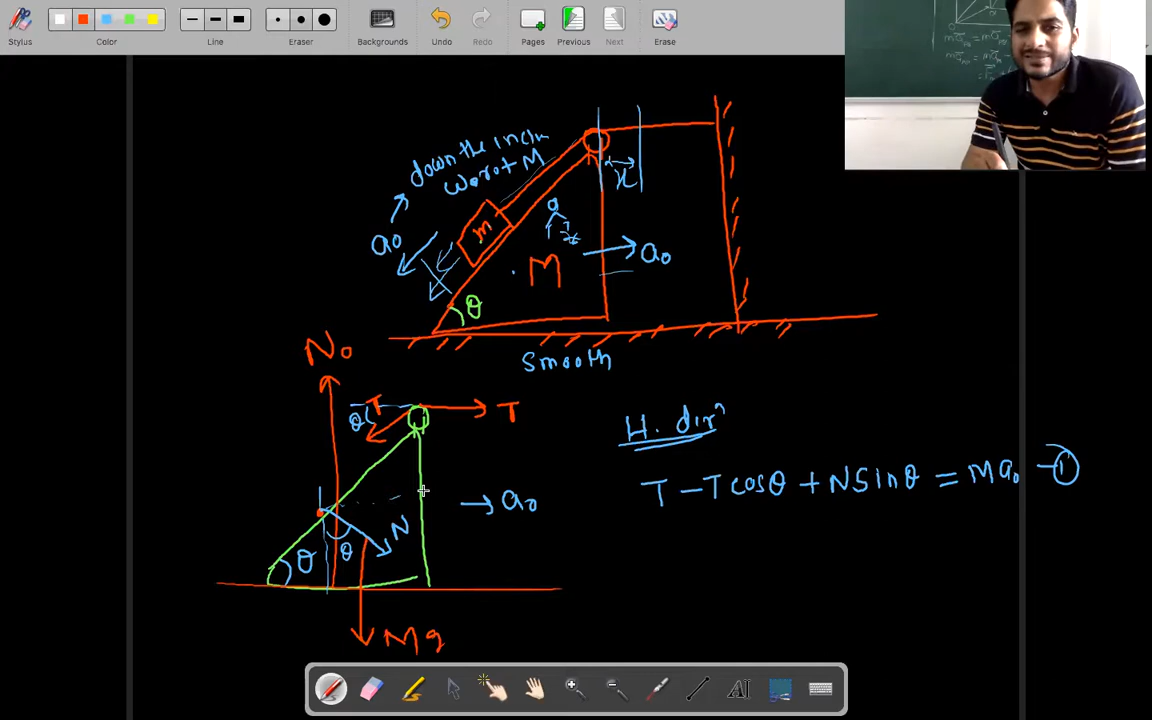 Stylus
Color
Line
Eraser
Backgrounds
Undo
Redo
Pages
Previous
Next
Erase
down the incln
w.r.t M
x
m
a₀
M
a₀
θ
Smooth
N₀
T
T
θ
H. dirⁿ
T - T cosθ + N sinθ = Ma₀ - ①
a₀
N
θ
θ
Mg